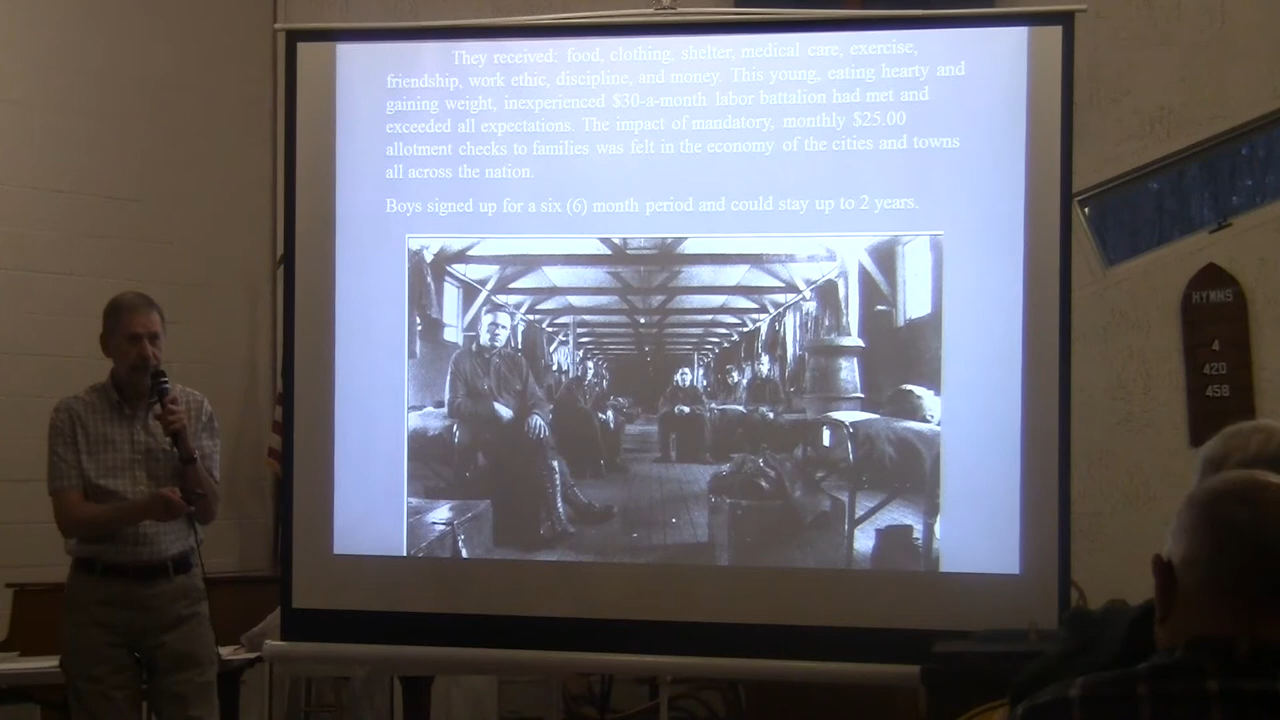 They received: food, clothing, shelter, medical care, exercise,
friendship, work ethic, discipline, and money. This young, eating hearty and
gaining weight, inexperienced $30-a-month labor battalion had met and
exceeded all expectations. The impact of mandatory, monthly $25.00
allotment checks to families was felt in the economy of the cities and towns
all across the nation.
Boys signed up for a six (6) month period and could stay up to 2 years.
HYMNS
4
420
458